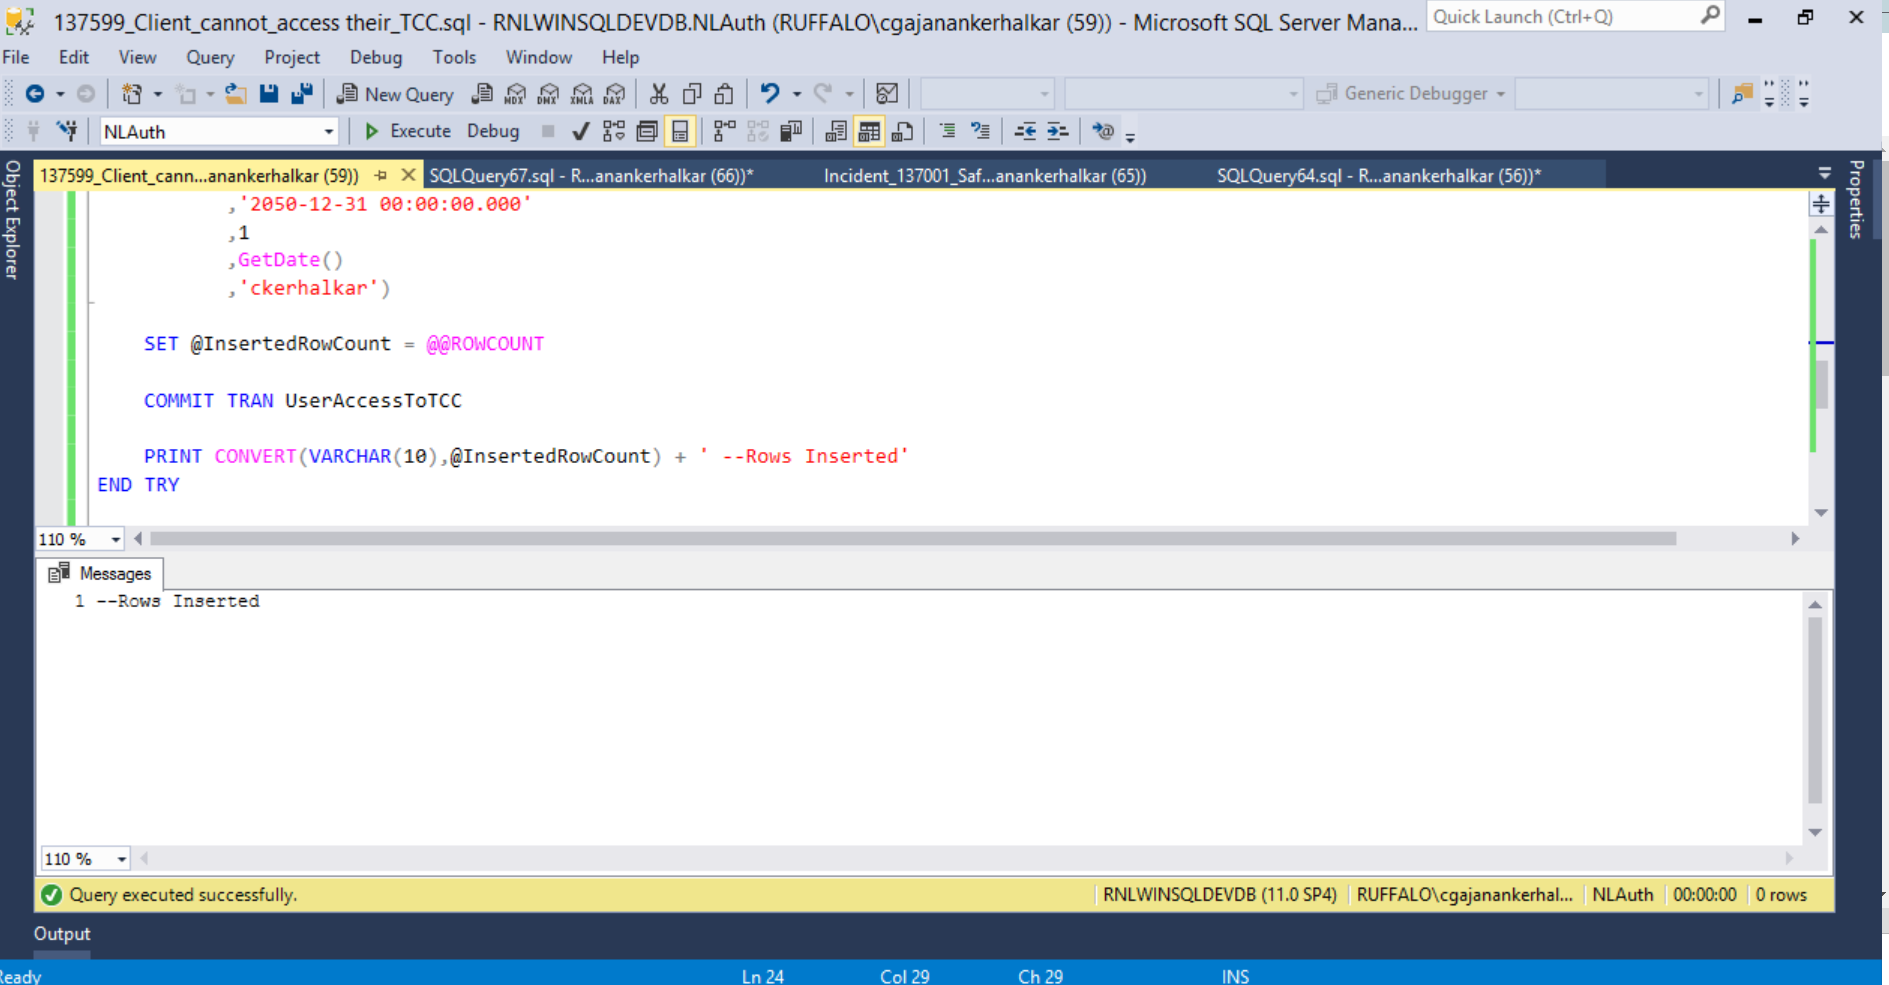 137599_Client_cannot_access their_TCC.sql - RNLWINSQLDEVDB.NLAuth (RUFFALO\cgajanankerhalkar (59)) - Microsoft SQL Server Mana...
Quick Launch (Ctrl+Q)
File Edit View Query Project Debug Tools Window Help
New Query MDX DMX XMLA DAX Generic Debugger
NLAuth Execute Debug
Object Explorer
137599_Client_cann...anankerhalkar (59)) SQLQuery67.sql - R...anankerhalkar (66))* Incident_137001_Saf...anankerhalkar (65)) SQLQuery64.sql - R...anankerhalkar (56))*
Properties
,'2050-12-31 00:00:00.000'
,1
,GetDate()
,'ckerhalkar')
SET @InsertedRowCount = @@ROWCOUNT
COMMIT TRAN UserAccessToTCC
PRINT CONVERT(VARCHAR(10),@InsertedRowCount) + ' --Rows Inserted'
END TRY
110 %
Messages
1 --Rows Inserted
110 %
Query executed successfully. RNLWINSQLDEVDB (11.0 SP4) RUFFALO\cgajanankerhal... NLAuth 00:00:00 0 rows
Output
Ready Ln 24 Col 29 Ch 29 INS